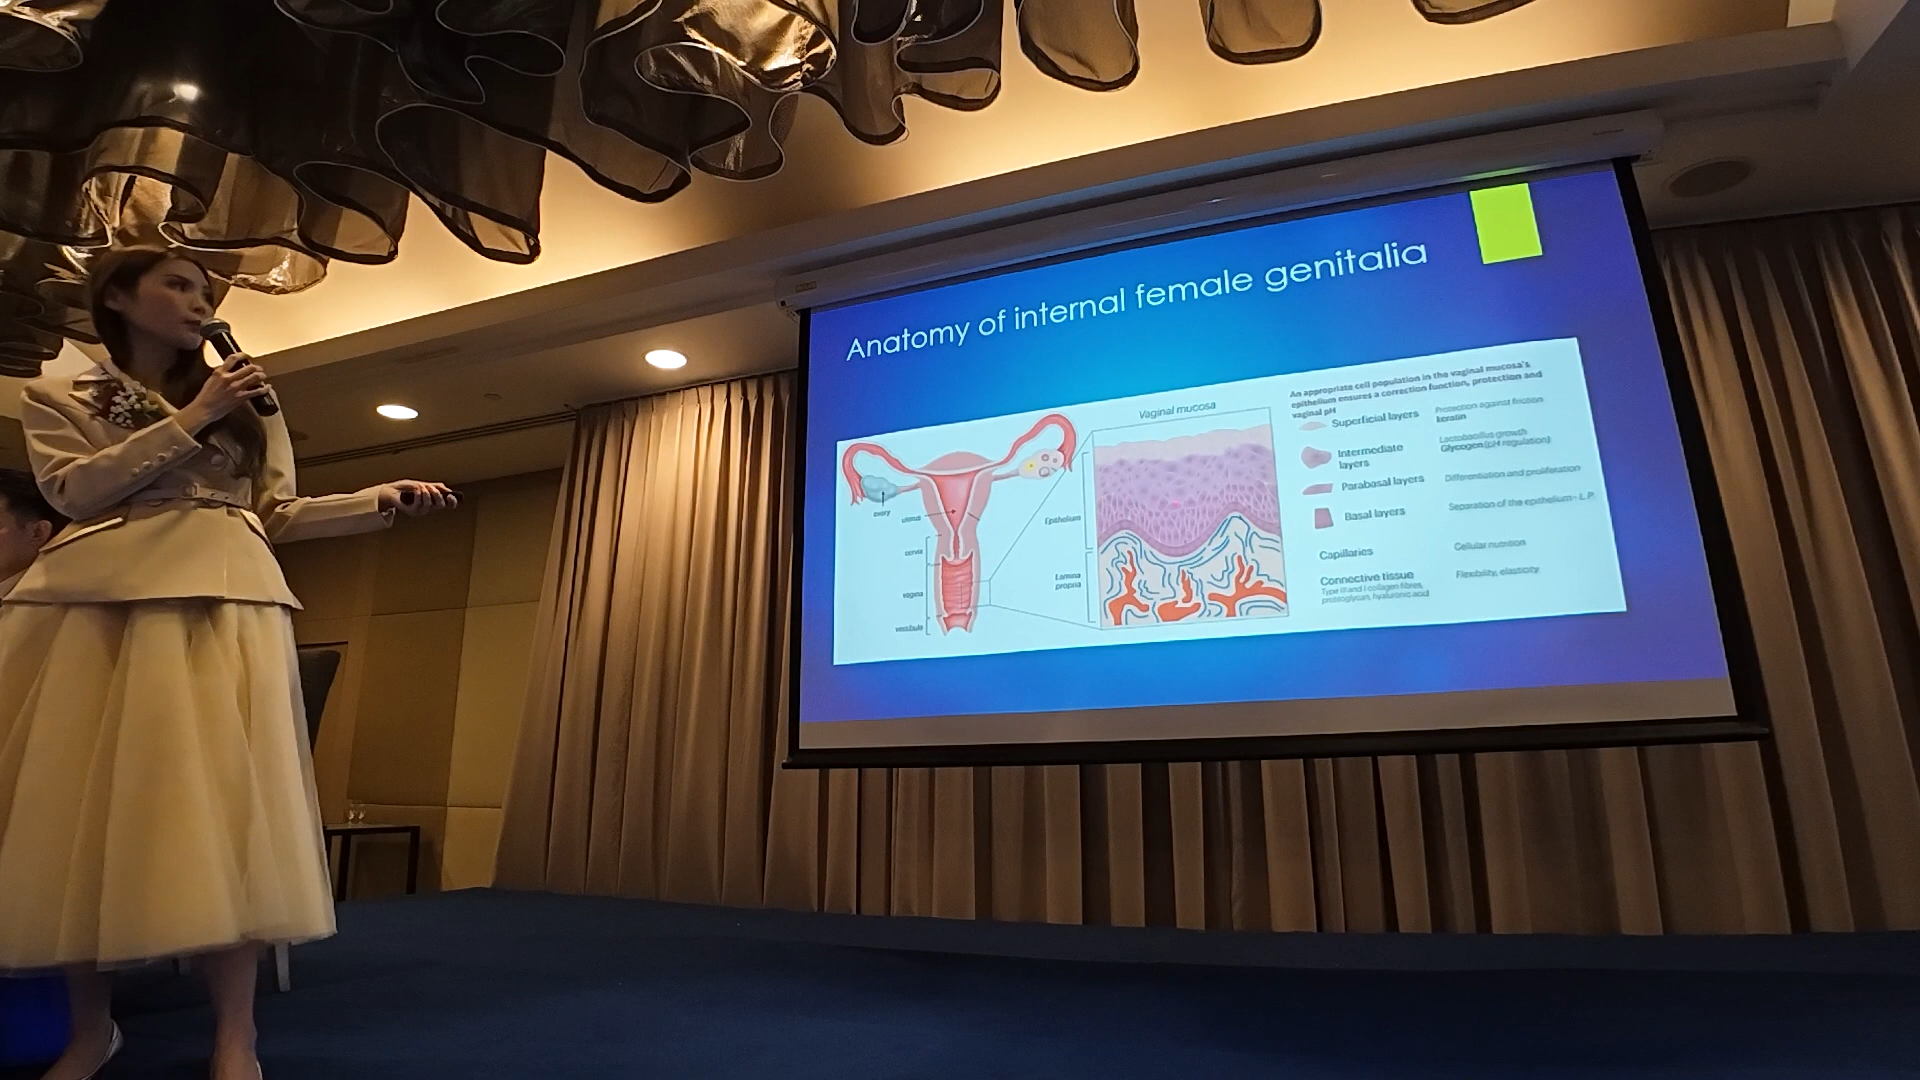 Anatomy of internal female genitalia
Vaginal mucosa
ovary
uterus
cervix
vagina
vestibule
Epithelium
Lamina
propria
An appropriate cell population in the vaginal mucosa's
epithelium ensures a correction function, protection and
vaginal pH
Superficial layers
Protection against friction
keratin
Intermediate
layers
Lactobacillus growth
Glycogen (pH regulation)
Parabasal layers
Differentiation and proliferation
Basal layers
Separation of the epithelium - L.P.
Capillaries
Cellular nutrition
Connective tissue
Type III and I collagen fibres,
proteoglycan, hyaluronic acid
Flexibility, elasticity